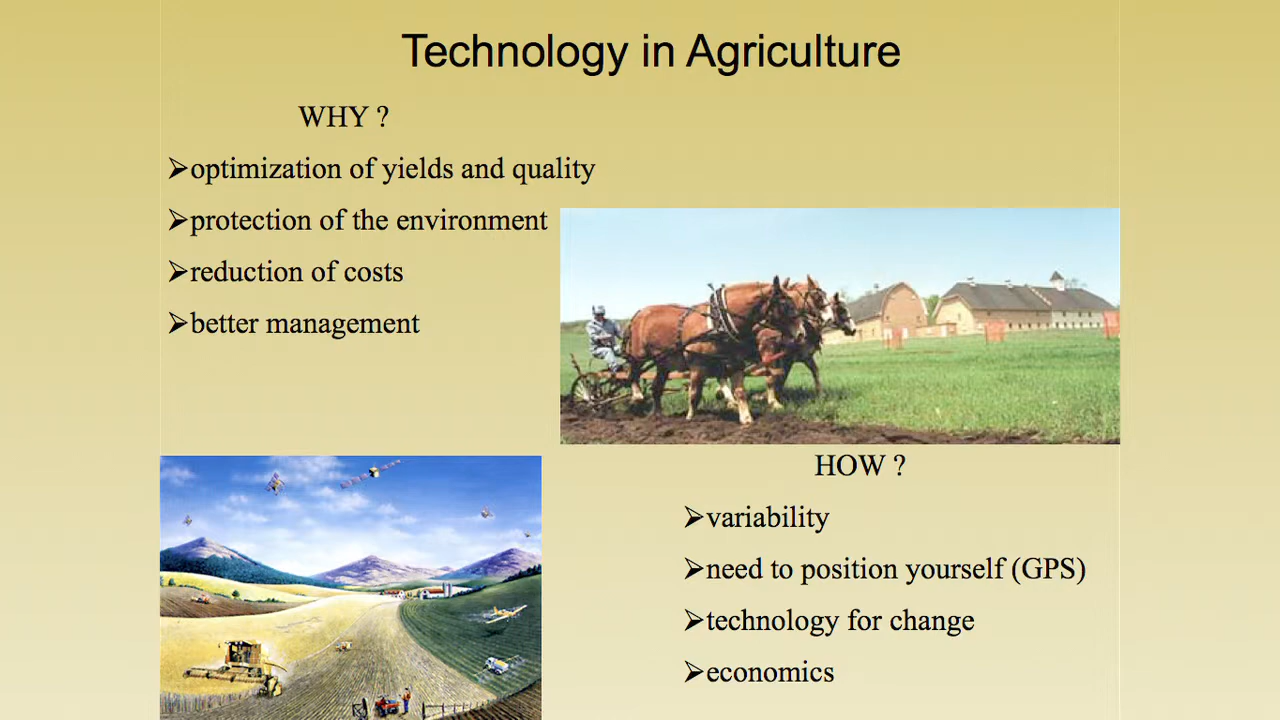 Technology in Agriculture
WHY ?
➢optimization of yields and quality
➢protection of the environment
➢reduction of costs
➢better management
HOW ?
➢variability
➢need to position yourself (GPS)
➢technology for change
➢economics